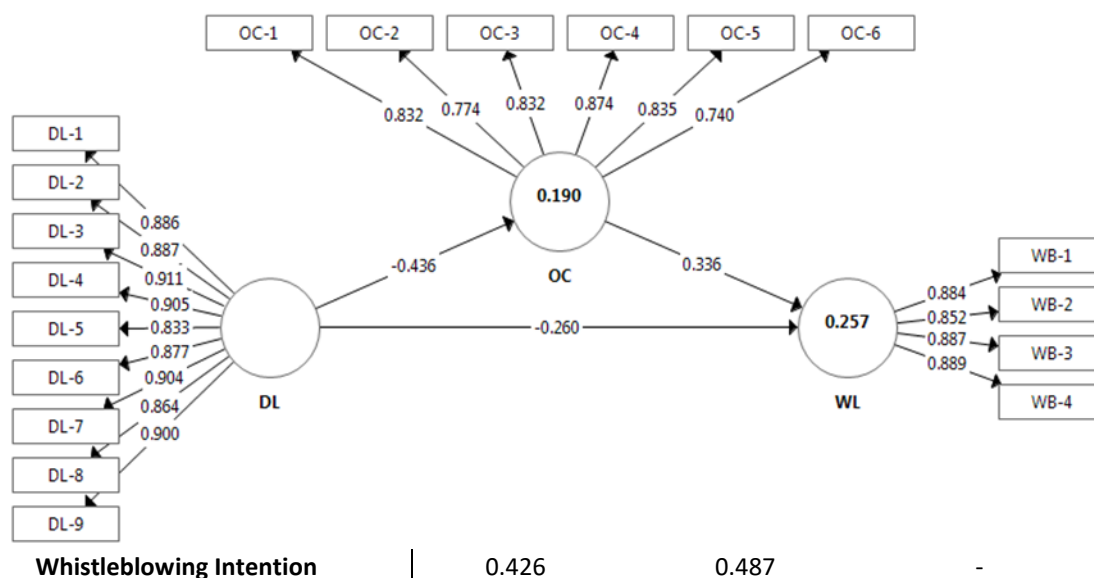 OC-1 OC-2 OC-3 OC-4 OC-5 OC-6
0.832 0.774 0.832 0.874 0.835 0.740
DL-1
DL-2
DL-3
DL-4
DL-5
DL-6
DL-7
DL-8
DL-9
0.886
0.887
0.911
0.905
0.833
0.877
0.904
0.864
0.900
DL
-0.436
0.190
OC
0.336
-0.260
0.257
WL
0.884
0.852
0.887
0.889
WB-1
WB-2
WB-3
WB-4
Whistleblowing Intention 0.426 0.487 -